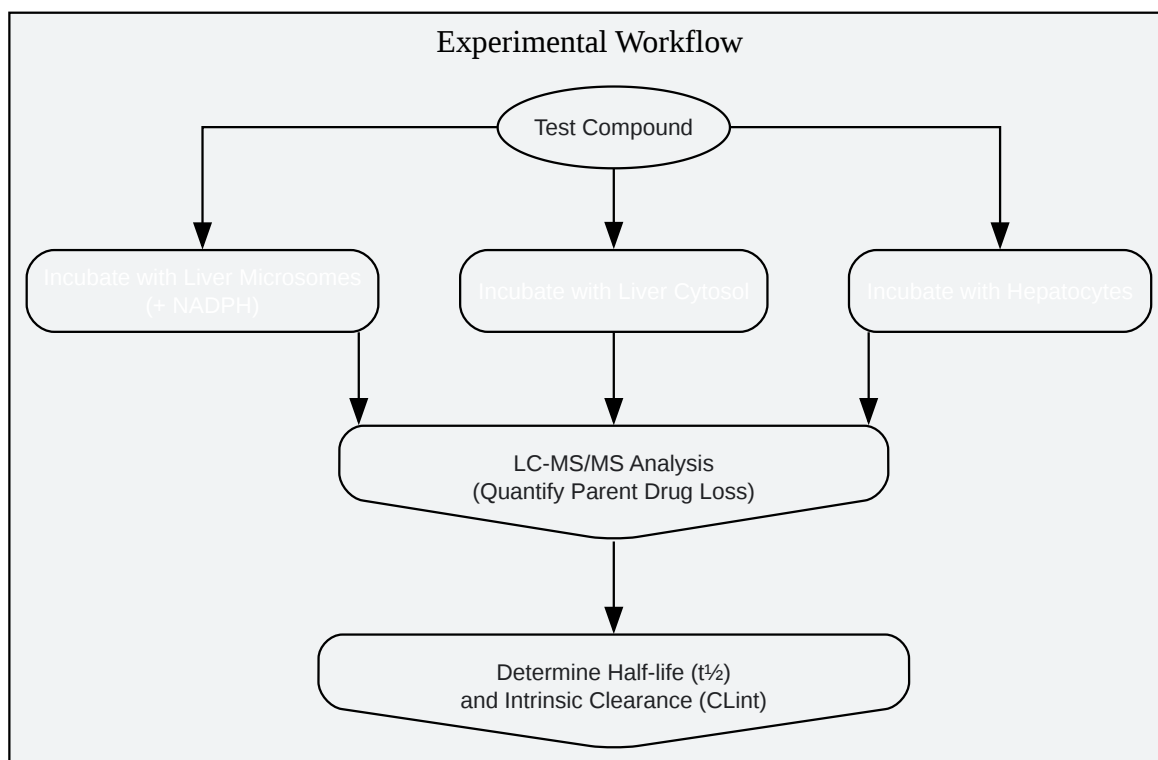 Experimental Workflow
Test Compound
Incubate with Liver Microsomes
(+ NADPH)
Incubate with Liver Cytosol
Incubate with Hepatocytes
LC-MS/MS Analysis
(Quantify Parent Drug Loss)
Determine Half-life (t½)
and Intrinsic Clearance (CLint)